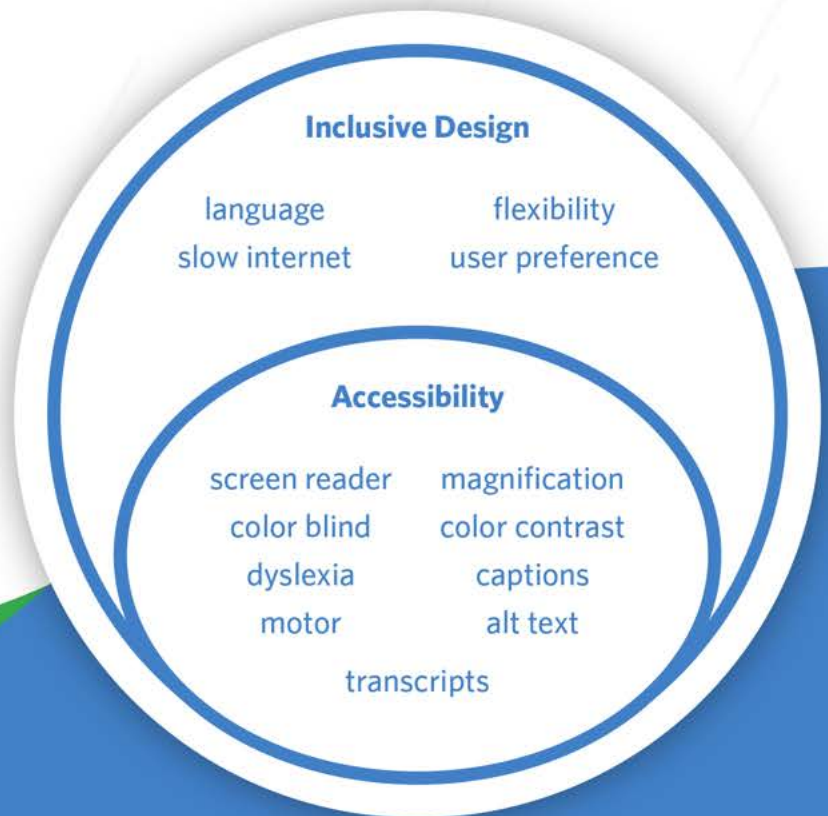 Inclusive Design
language flexibility
slow internet user preference
Accessibility
screen reader magnification
color blind color contrast
dyslexia captions
motor alt text
transcripts